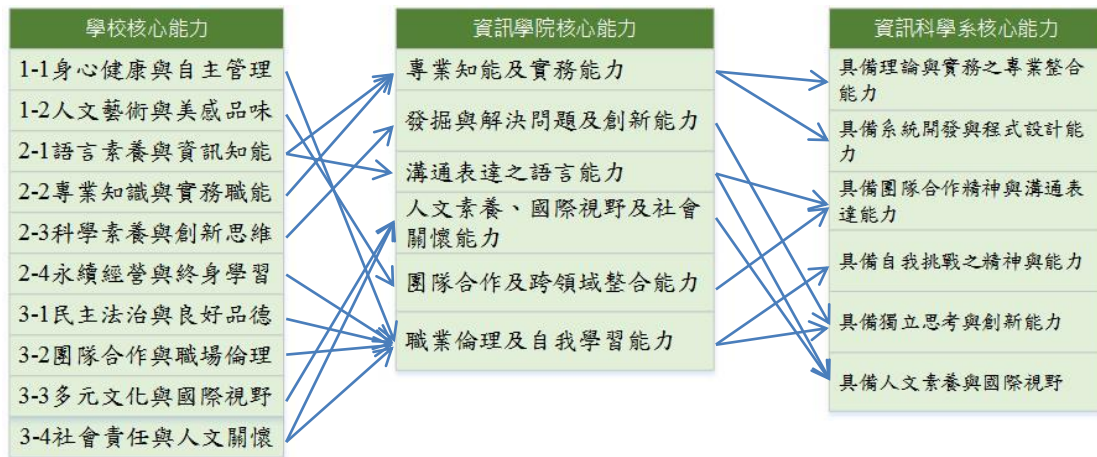 學校核心能力
1-1身心健康與自主管理
1-2人文藝術與美感品味
2-1語言素養與資訊知能
2-2專業知識與實務職能
2-3科學素養與創新思維
2-4永續經營與終身學習
3-1民主法治與良好品德
3-2團隊合作與職場倫理
3-3多元文化與國際視野
3-4社會責任與人文關懷
資訊學院核心能力
專業知能及實務能力
發掘與解決問題及創新能力
溝通表達之語言能力
人文素養、國際視野及社會
關懷能力
團隊合作及跨領域整合能力
職業倫理及自我學習能力
資訊科學系核心能力
具備理論與實務之專業整合
能力
具備系統開發與程式設計能
力
具備團隊合作精神與溝通表
達能力
具備自我挑戰之精神與能力
具備獨立思考與創新能力
具備人文素養與國際視野